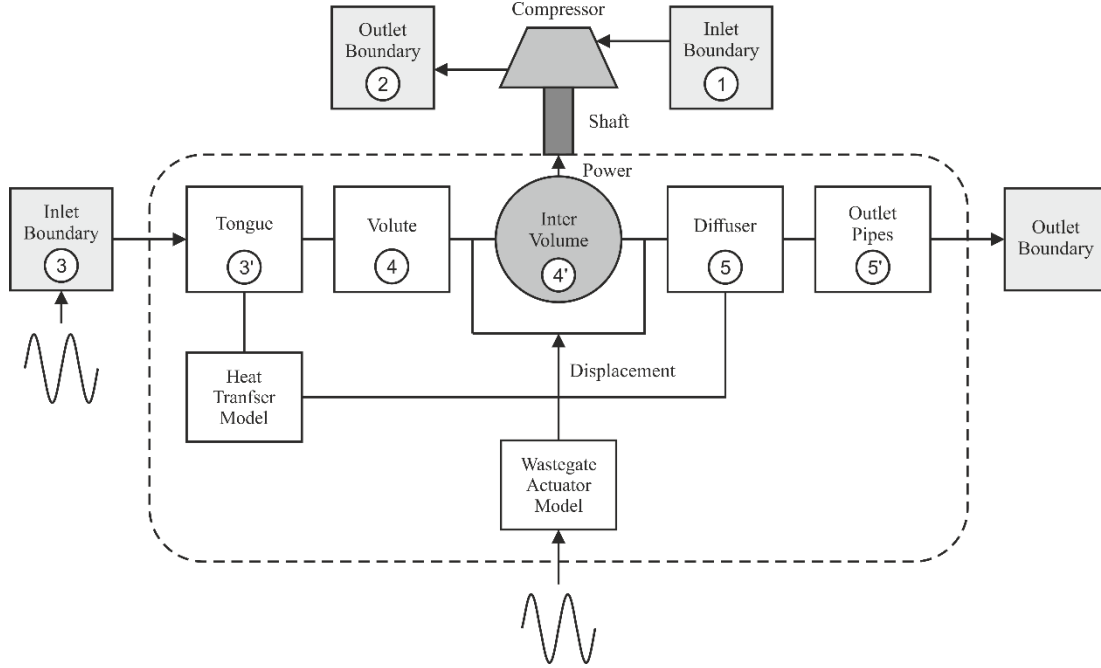 Compressor
Outlet
Boundary
2
Inlet
Boundary
1
Shaft
Power
Inlet
Boundary
3
Tongue
3'
Volute
4
Inter
Volume
4'
Diffuser
5
Outlet
Pipes
5'
Outlet
Boundary
Heat
Tranfser
Model
Displacement
Wastegate
Actuator
Model